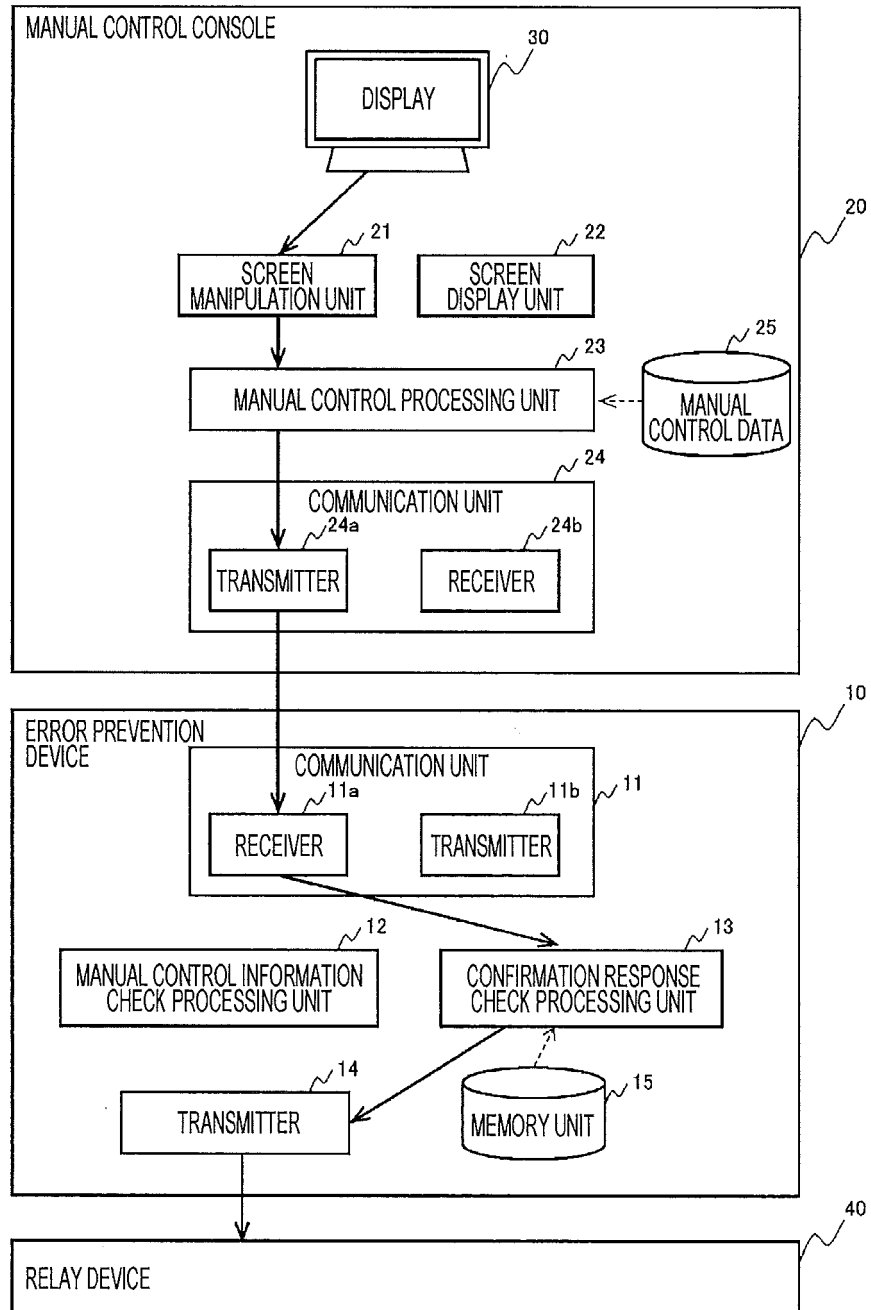 MANUAL CONTROL CONSOLE
30
DISPLAY
20
21
22
SCREEN
MANIPULATION UNIT
SCREEN
DISPLAY UNIT
25
23
MANUAL CONTROL PROCESSING UNIT
MANUAL
CONTROL DATA
24
COMMUNICATION UNIT
24a
24b
TRANSMITTER
RECEIVER
10
ERROR PREVENTION
DEVICE
COMMUNICATION UNIT
11
11a
11b
RECEIVER
TRANSMITTER
12
13
MANUAL CONTROL INFORMATION
CHECK PROCESSING UNIT
CONFIRMATION RESPONSE
CHECK PROCESSING UNIT
14
15
TRANSMITTER
MEMORY UNIT
40
RELAY DEVICE